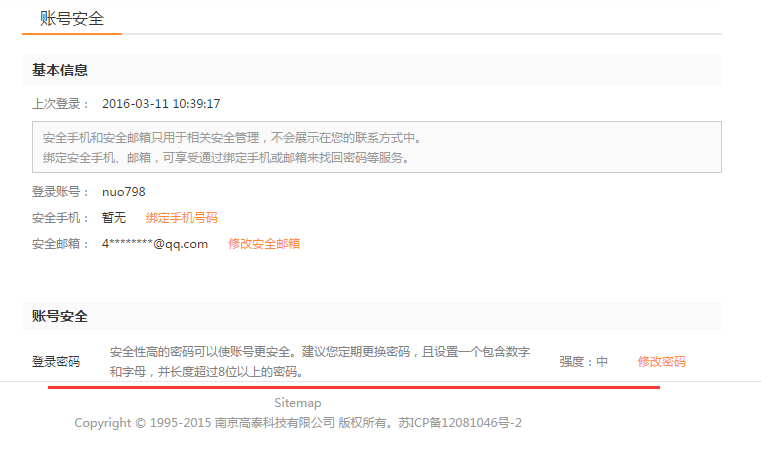 账号安全
基本信息
上次登录： 2016-03-11 10:39:17
安全手机和安全邮箱只用于相关安全管理，不会展示在您的联系方式中。
绑定安全手机、邮箱，可享受通过绑定手机或邮箱来找回密码等服务。
登录账号： nuo798
安全手机： 暂无 绑定手机号码
安全邮箱： 4********@qq.com 修改安全邮箱
账号安全
登录密码 安全性高的密码可以使账号更安全。建议您定期更换密码，且设置一个包含数字 强度：中 修改密码
和字母，并长度超过8位以上的密码。
Sitemap
Copyright © 1995-2015 南京高泰科技有限公司 版权所有。苏ICP备12081046号-2